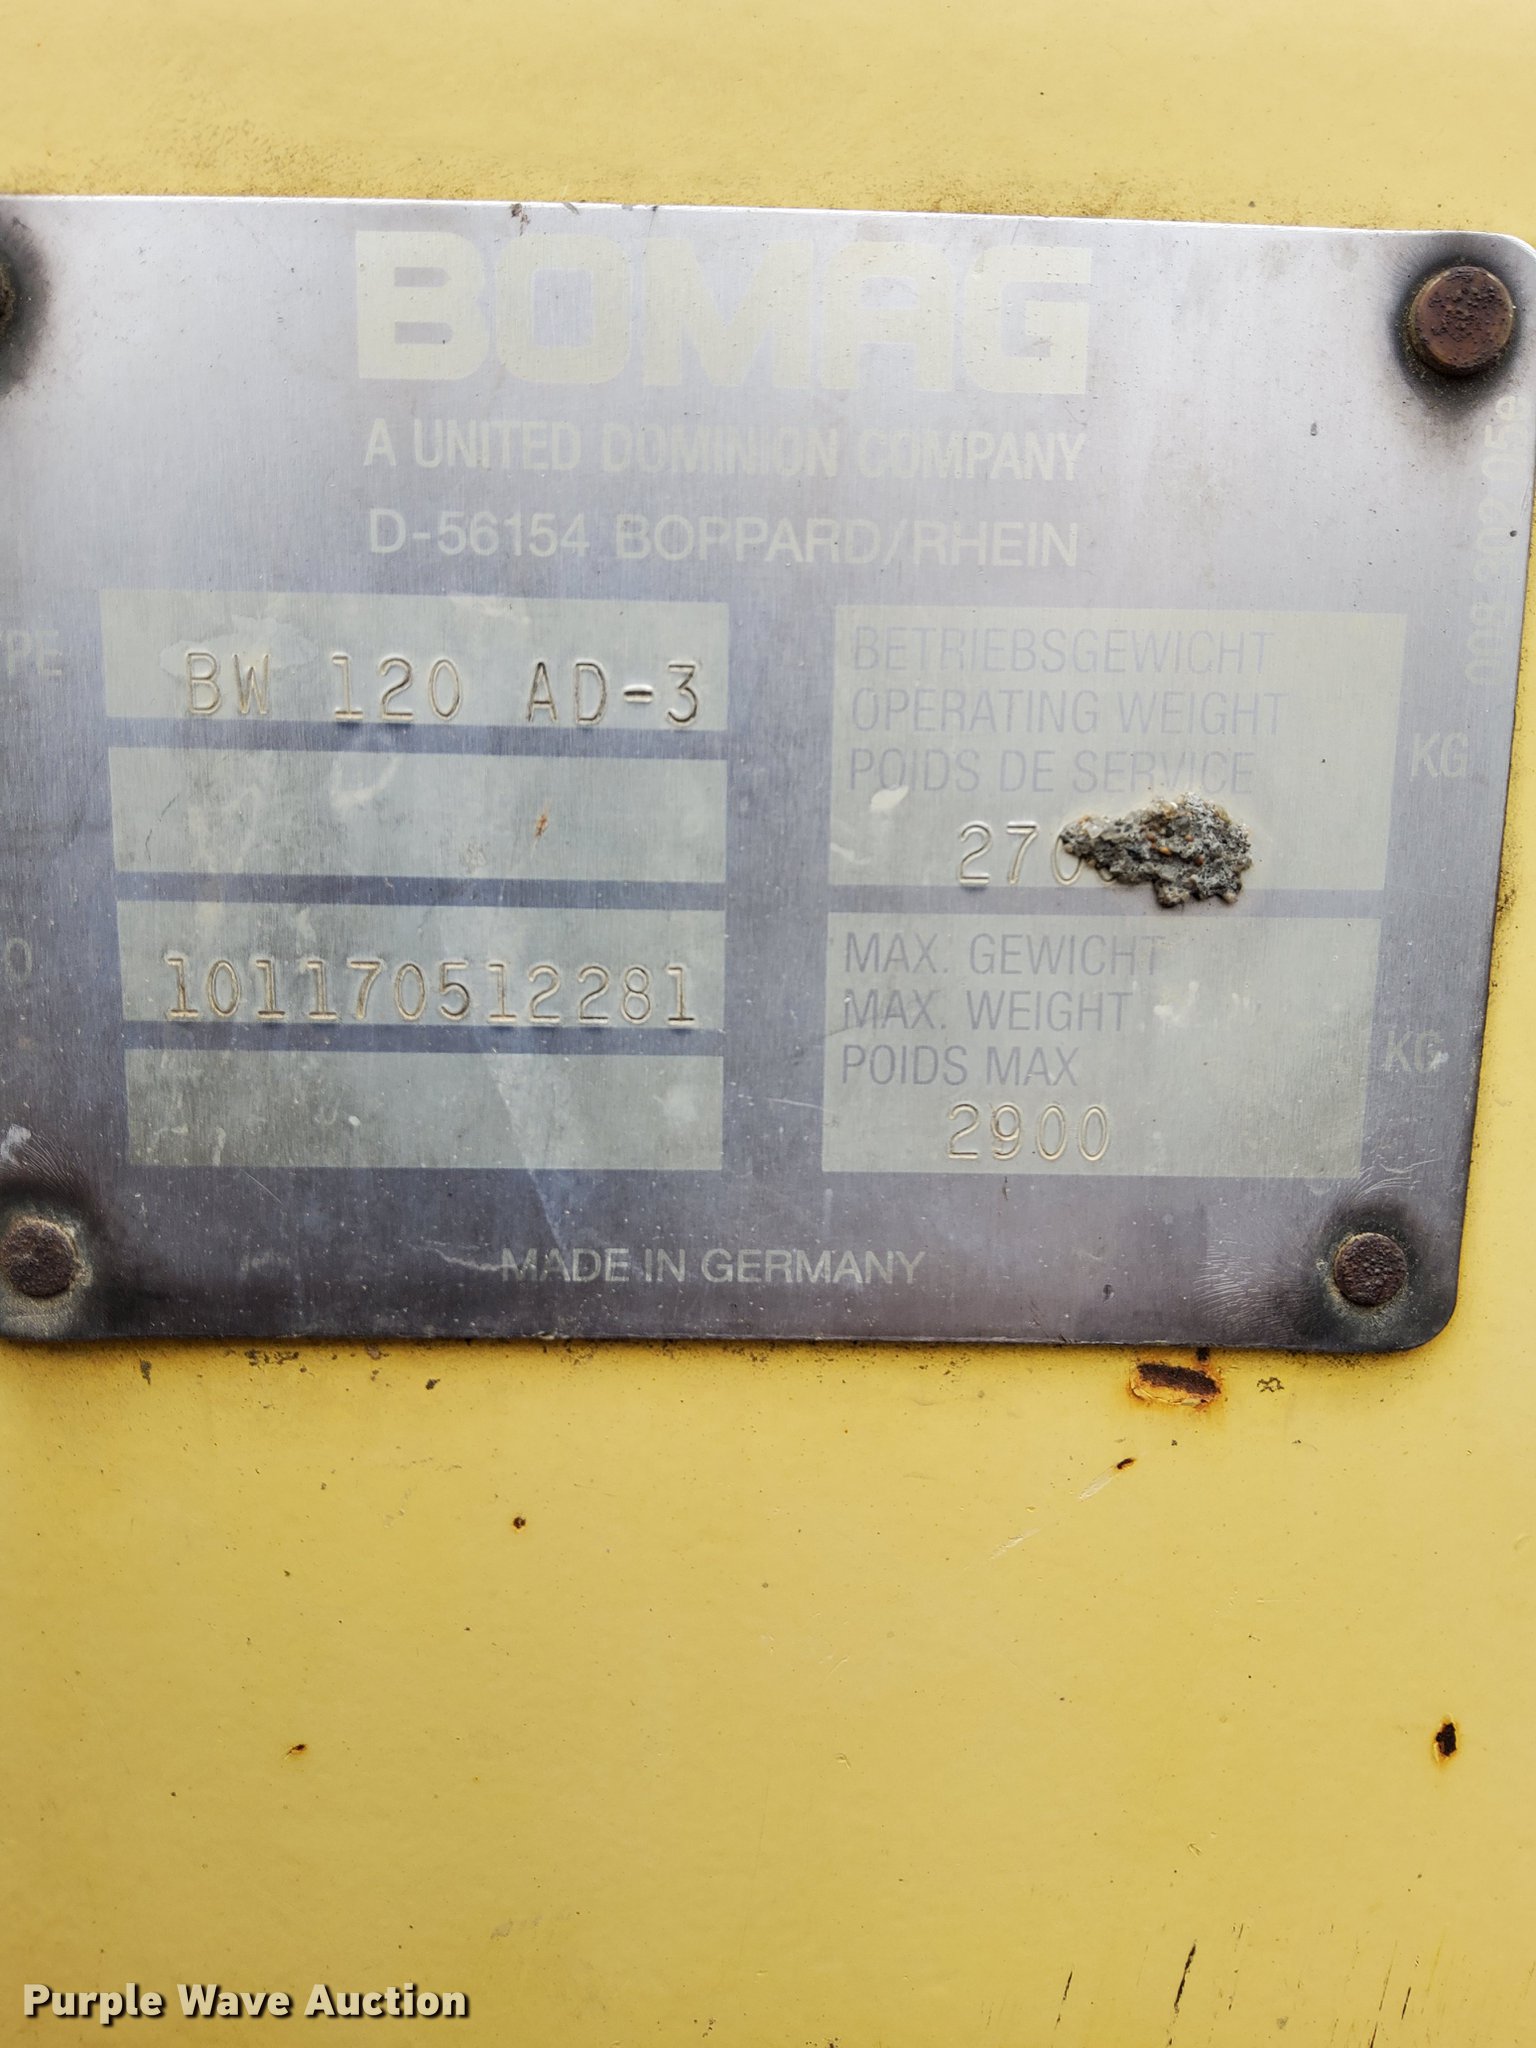 BOMAG
A UNITED DOMINION COMPANY
D-56154 BOPPARD/RHEIN
BW 120 AD-3
101170512281
BETRIEBSGEWICHT
OPERATING WEIGHT
POIDS DE SERVICE
KG
MAX. GEWICHT
MAX. WEIGHT
POIDS MAX
2900
KG
MADE IN GERMANY
Purple Wave Auction